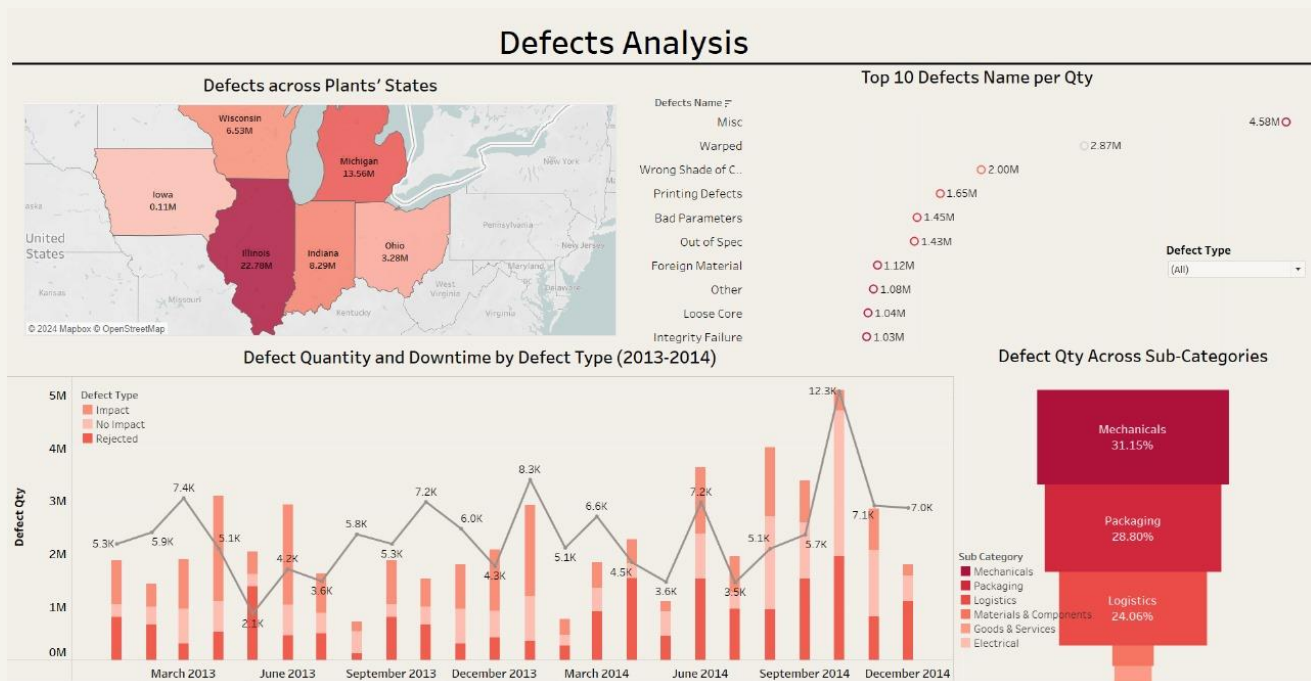 Defects Analysis
Defects across Plants' States
Wisconsin
6.53M
Michigan
13.56M
Iowa
0.11M
Illinois
22.78M
Indiana
8.29M
Ohio
3.28M
New York
Pennsylvania
New Jersey
Maryland
Delaware
West
Virginia
Virginia
Kentucky
Missouri
Kansas
United
States
aska
© 2024 Mapbox © OpenStreetMap
Top 10 Defects Name per Qty
Defects Name
Misc 4.58M
Warped 2.87M
Wrong Shade of C.. 2.00M
Printing Defects 1.65M
Bad Parameters 1.45M
Out of Spec 1.43M
Foreign Material 1.12M
Other 1.08M
Loose Core 1.04M
Integrity Failure 1.03M
Defect Type
(All)
Defect Quantity and Downtime by Defect Type (2013-2014)
Defect Type
Impact
No Impact
Rejected
Defect Qty
5M
4M
3M
2M
1M
0M
5.3K
5.9K
7.4K
5.1K
2.1K
4.2K
3.6K
5.8K
5.3K
7.2K
6.0K
4.3K
8.3K
5.1K
6.6K
4.5K
3.6K
7.2K
3.5K
5.1K
5.7K
12.3K
7.1K
7.0K
March 2013
June 2013
September 2013
December 2013
March 2014
June 2014
September 2014
December 2014
Defect Qty Across Sub-Categories
Mechanicals
31.15%
Packaging
28.80%
Logistics
24.06%
Sub Category
Mechanicals
Packaging
Logistics
Materials & Components
Goods & Services
Electrical